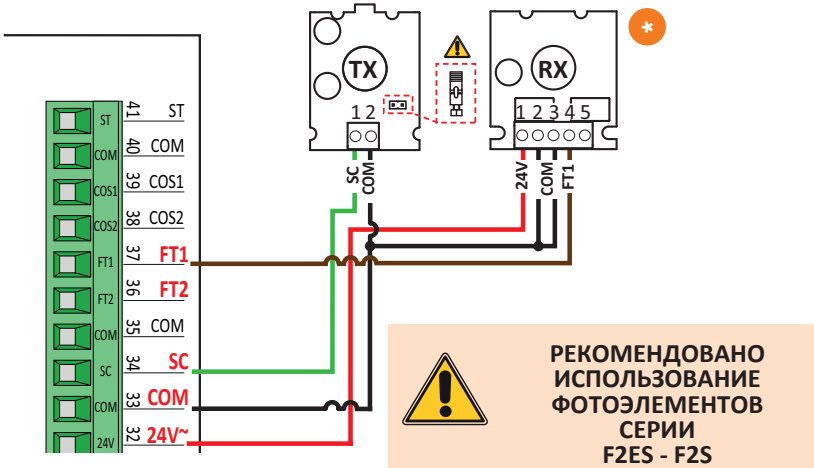 *
TX
RX
1 2
1 2 3 4 5
SC
COM
24V
COM
FT1
ST 41 ST
COM 40 COM
COS1 39 COS1
COS2 38 COS2
FT1 37 FT1
FT2 36 FT2
COM 35 COM
SC 34 SC
COM 33 COM
24V 32 24V~
РЕКОМЕНДОВАНО
ИСПОЛЬЗОВАНИЕ
ФОТОЭЛЕМЕНТОВ
СЕРИИ
F2ES - F2S